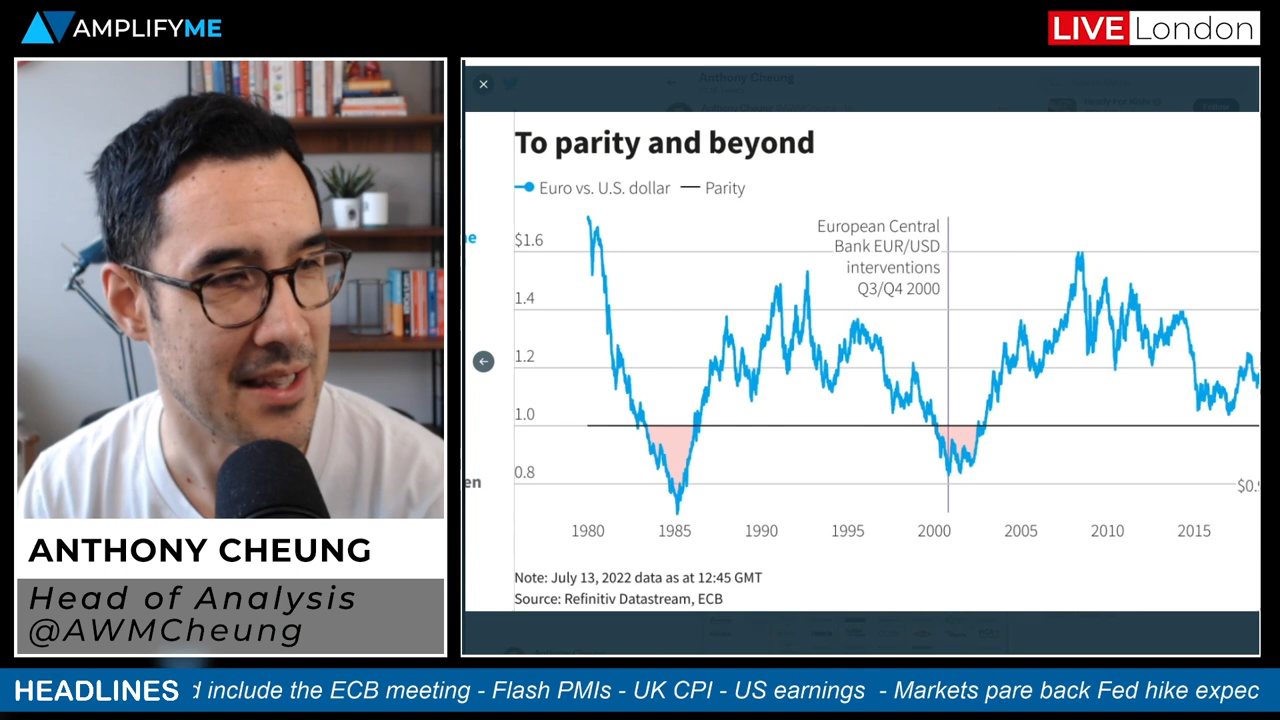 AMPLIFYME
LIVE London
Anthony Cheung
To parity and beyond
Euro vs. U.S. dollar
Parity
European Central
Bank EUR/USD
interventions
Q3/Q4 2000
$1.6
1.4
1.2
1.0
0.8
1980
1985
1990
1995
2000
2005
2010
2015
Note: July 13, 2022 data as at 12:45 GMT
Source: Refinitiv Datastream, ECB
ANTHONY CHEUNG
Head of Analysis
@AWMCheung
HEADLINES
d include the ECB meeting - Flash PMIs - UK CPI - US earnings - Markets pare back Fed hike expec